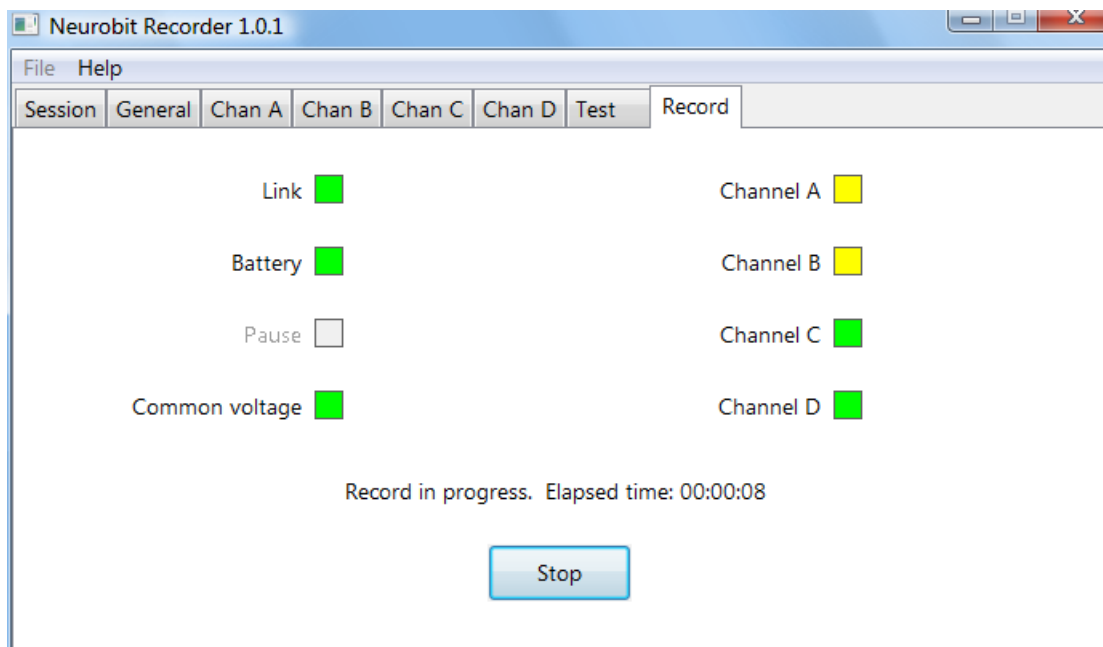 Neurobit Recorder 1.0.1
File Help
Session General Chan A Chan B Chan C Chan D Test Record
Link Channel A
Battery Channel B
Pause Channel C
Common voltage Channel D
Record in progress. Elapsed time: 00:00:08
Stop